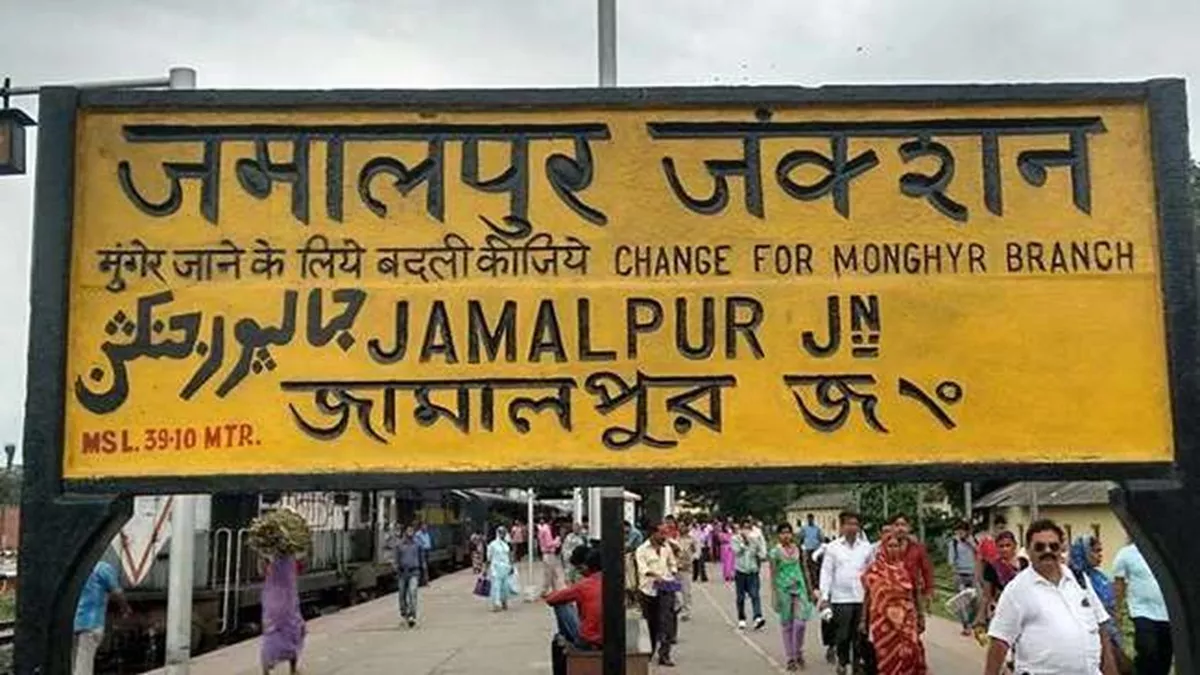 जमालपुर जंक्शन
मुंगेर जाने के लिये बदली कीजिये CHANGE FOR MONGHYR BRANCH
جمالپور جنکشن JAMALPUR JN
জামালপুর জং
MSL. 39·10 MTR.